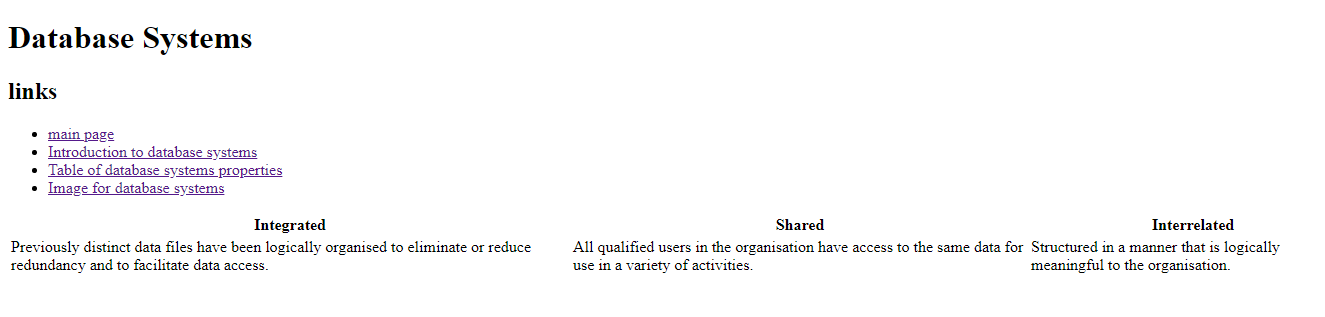 Database Systems
links
main page
Introduction to database systems
Table of database systems properties
Image for database systems
Integrated
Shared
Interrelated
Previously distinct data files have been logically organised to eliminate or reduce
redundancy and to facilitate data access.
All qualified users in the organisation have access to the same data for
use in a variety of activities.
Structured in a manner that is logically
meaningful to the organisation.